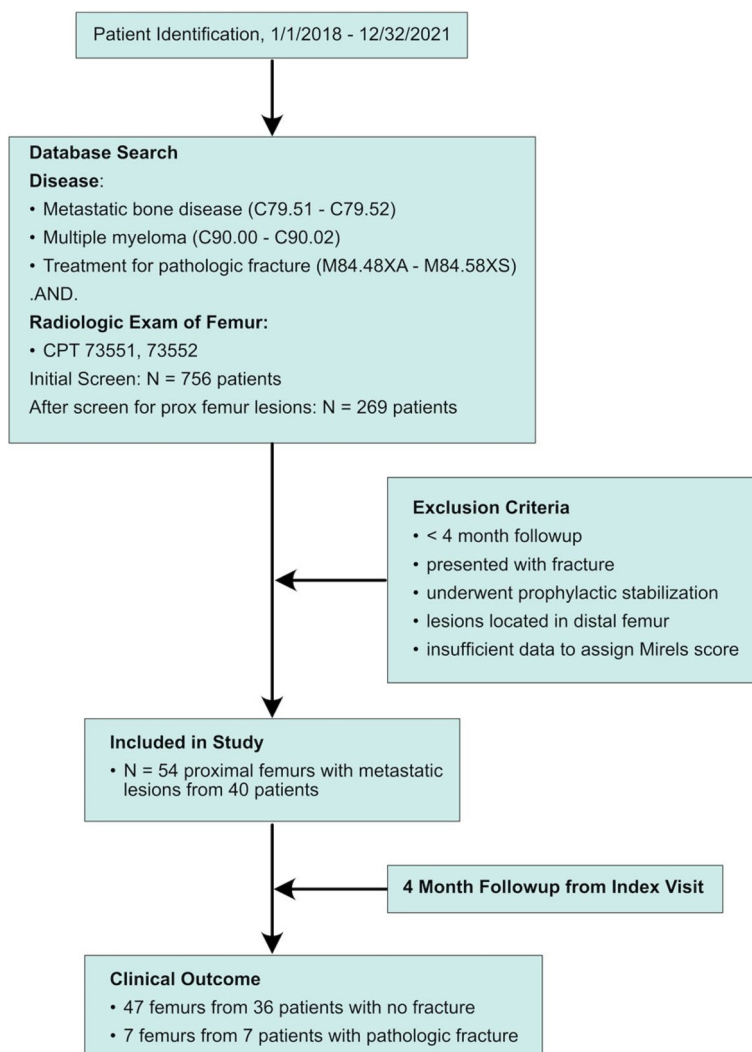 Patient Identification, 1/1/2018 - 12/32/2021
Database Search
Disease:
• Metastatic bone disease (C79.51 - C79.52)
• Multiple myeloma (C90.00 - C90.02)
• Treatment for pathologic fracture (M84.48XA - M84.58XS)
.AND.
Radiologic Exam of Femur:
• CPT 73551, 73552
Initial Screen: N = 756 patients
After screen for prox femur lesions: N = 269 patients
Exclusion Criteria
• < 4 month followup
• presented with fracture
• underwent prophylactic stabilization
• lesions located in distal femur
• insufficient data to assign Mirels score
Included in Study
• N = 54 proximal femurs with metastatic
lesions from 40 patients
4 Month Followup from Index Visit
Clinical Outcome
• 47 femurs from 36 patients with no fracture
• 7 femurs from 7 patients with pathologic fracture